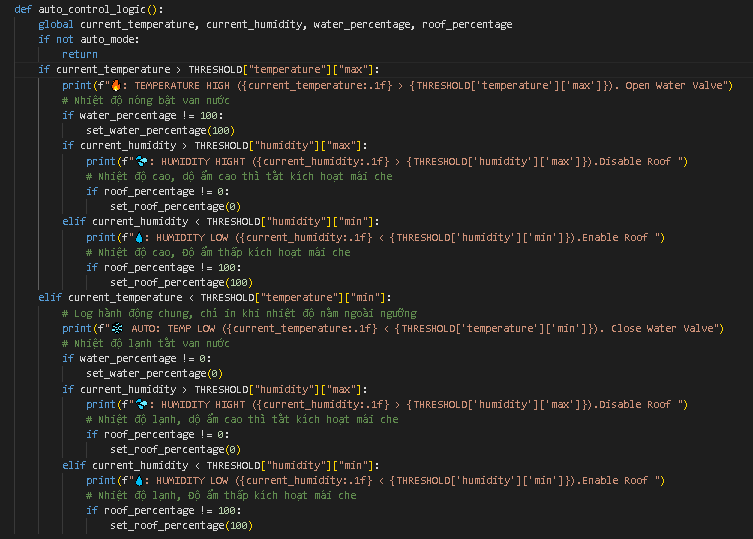 def auto_control_logic():
    global current_temperature, current_humidity, water_percentage, roof_percentage
    if not auto_mode:
        return
    if current_temperature > THRESHOLD["temperature"]["max"]:
        print(f"🔥: TEMPERATURE HIGH ({current_temperature:.1f} > {THRESHOLD['temperature']['max']}). Open Water Valve")
        # Nhiệt độ nóng bật van nước
        if water_percentage != 100:
            set_water_percentage(100)
        if current_humidity > THRESHOLD["humidity"]["max"]:
            print(f"💦: HUMIDITY HIGHT ({current_humidity:.1f} > {THRESHOLD['humidity']['max']}).Disable Roof ")
            # Nhiệt độ cao, dộ ẩm cao thì tắt kích hoạt mái che
            if roof_percentage != 0:
                set_roof_percentage(0)
        elif current_humidity < THRESHOLD["humidity"]["min"]:
            print(f"💧: HUMIDITY LOW ({current_humidity:.1f} < {THRESHOLD['humidity']['min']}).Enable Roof ")
            # Nhiệt độ cao, Độ ẩm thấp kích hoạt mái che
            if roof_percentage != 100:
                set_roof_percentage(100)
    elif current_temperature < THRESHOLD["temperature"]["min"]:
        # Log hành động chung, chỉ in khi nhiệt độ nằm ngoài ngưỡng
        print(f"❄️ AUTO: TEMP LOW ({current_temperature:.1f} < {THRESHOLD['temperature']['min']}). Close Water Valve")
        # Nhiệt độ lạnh tắt van nước
        if water_percentage != 0:
            set_water_percentage(0)
        if current_humidity > THRESHOLD["humidity"]["max"]:
            print(f"💦: HUMIDITY HIGHT ({current_humidity:.1f} > {THRESHOLD['humidity']['max']}).Disable Roof ")
            # Nhiệt độ lạnh, dộ ẩm cao thì tắt kích hoạt mái che
            if roof_percentage != 0:
                set_roof_percentage(0)
        elif current_humidity < THRESHOLD["humidity"]["min"]:
            print(f"💧: HUMIDITY LOW ({current_humidity:.1f} < {THRESHOLD['humidity']['min']}).Enable Roof ")
            # Nhiệt độ lạnh, Độ ẩm thấp kích hoạt mái che
            if roof_percentage != 100:
                set_roof_percentage(100)